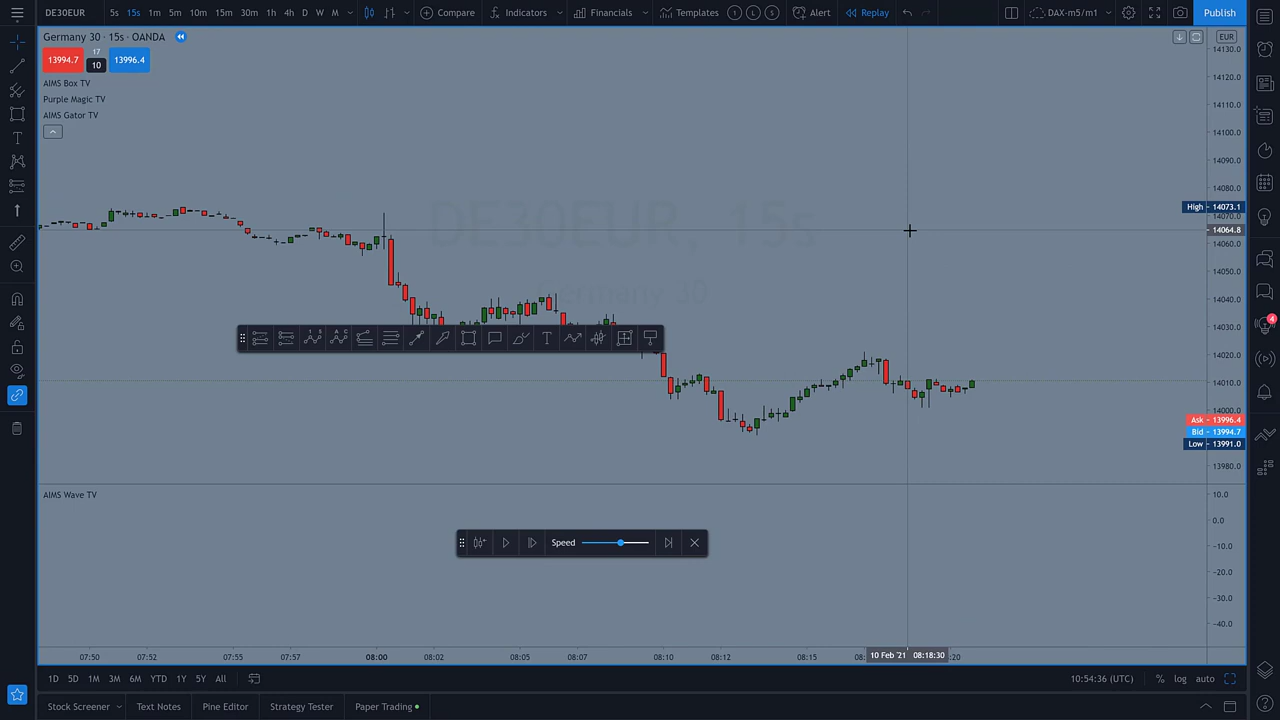 DE30EUR 5s 15s 1m 5m 10m 15m 30m 1h 4h D W M Compare Indicators Financials Templates 1 L S Alert Replay DAX-m5/m1 Publish
Germany 30 · 15s · OANDA
EUR
13994.7 17 10 13996.4
AIMS Box TV
Purple Magic TV
AIMS Gator TV
DE30EUR, 15s
Germany 30
14130.0
14120.0
14110.0
14100.0
14090.0
14080.0
High 14073.1
14070.0
14064.8
14060.0
14050.0
14040.0
14030.0
14020.0
14010.0
14000.0
Ask 13996.4
Bid 13994.7
Low 13991.0
13980.0
4
AIMS Wave TV
10.0
0.0
-10.0
-20.0
-30.0
-40.0
Speed
07:50 07:52 07:55 07:57 08:00 08:02 08:05 08:07 08:10 08:12 08:15 08: 10 Feb '21 08:18:30 :20
1D 5D 1M 3M 6M YTD 1Y 5Y All 10:54:36 (UTC) % log auto
Stock Screener Text Notes Pine Editor Strategy Tester Paper Trading